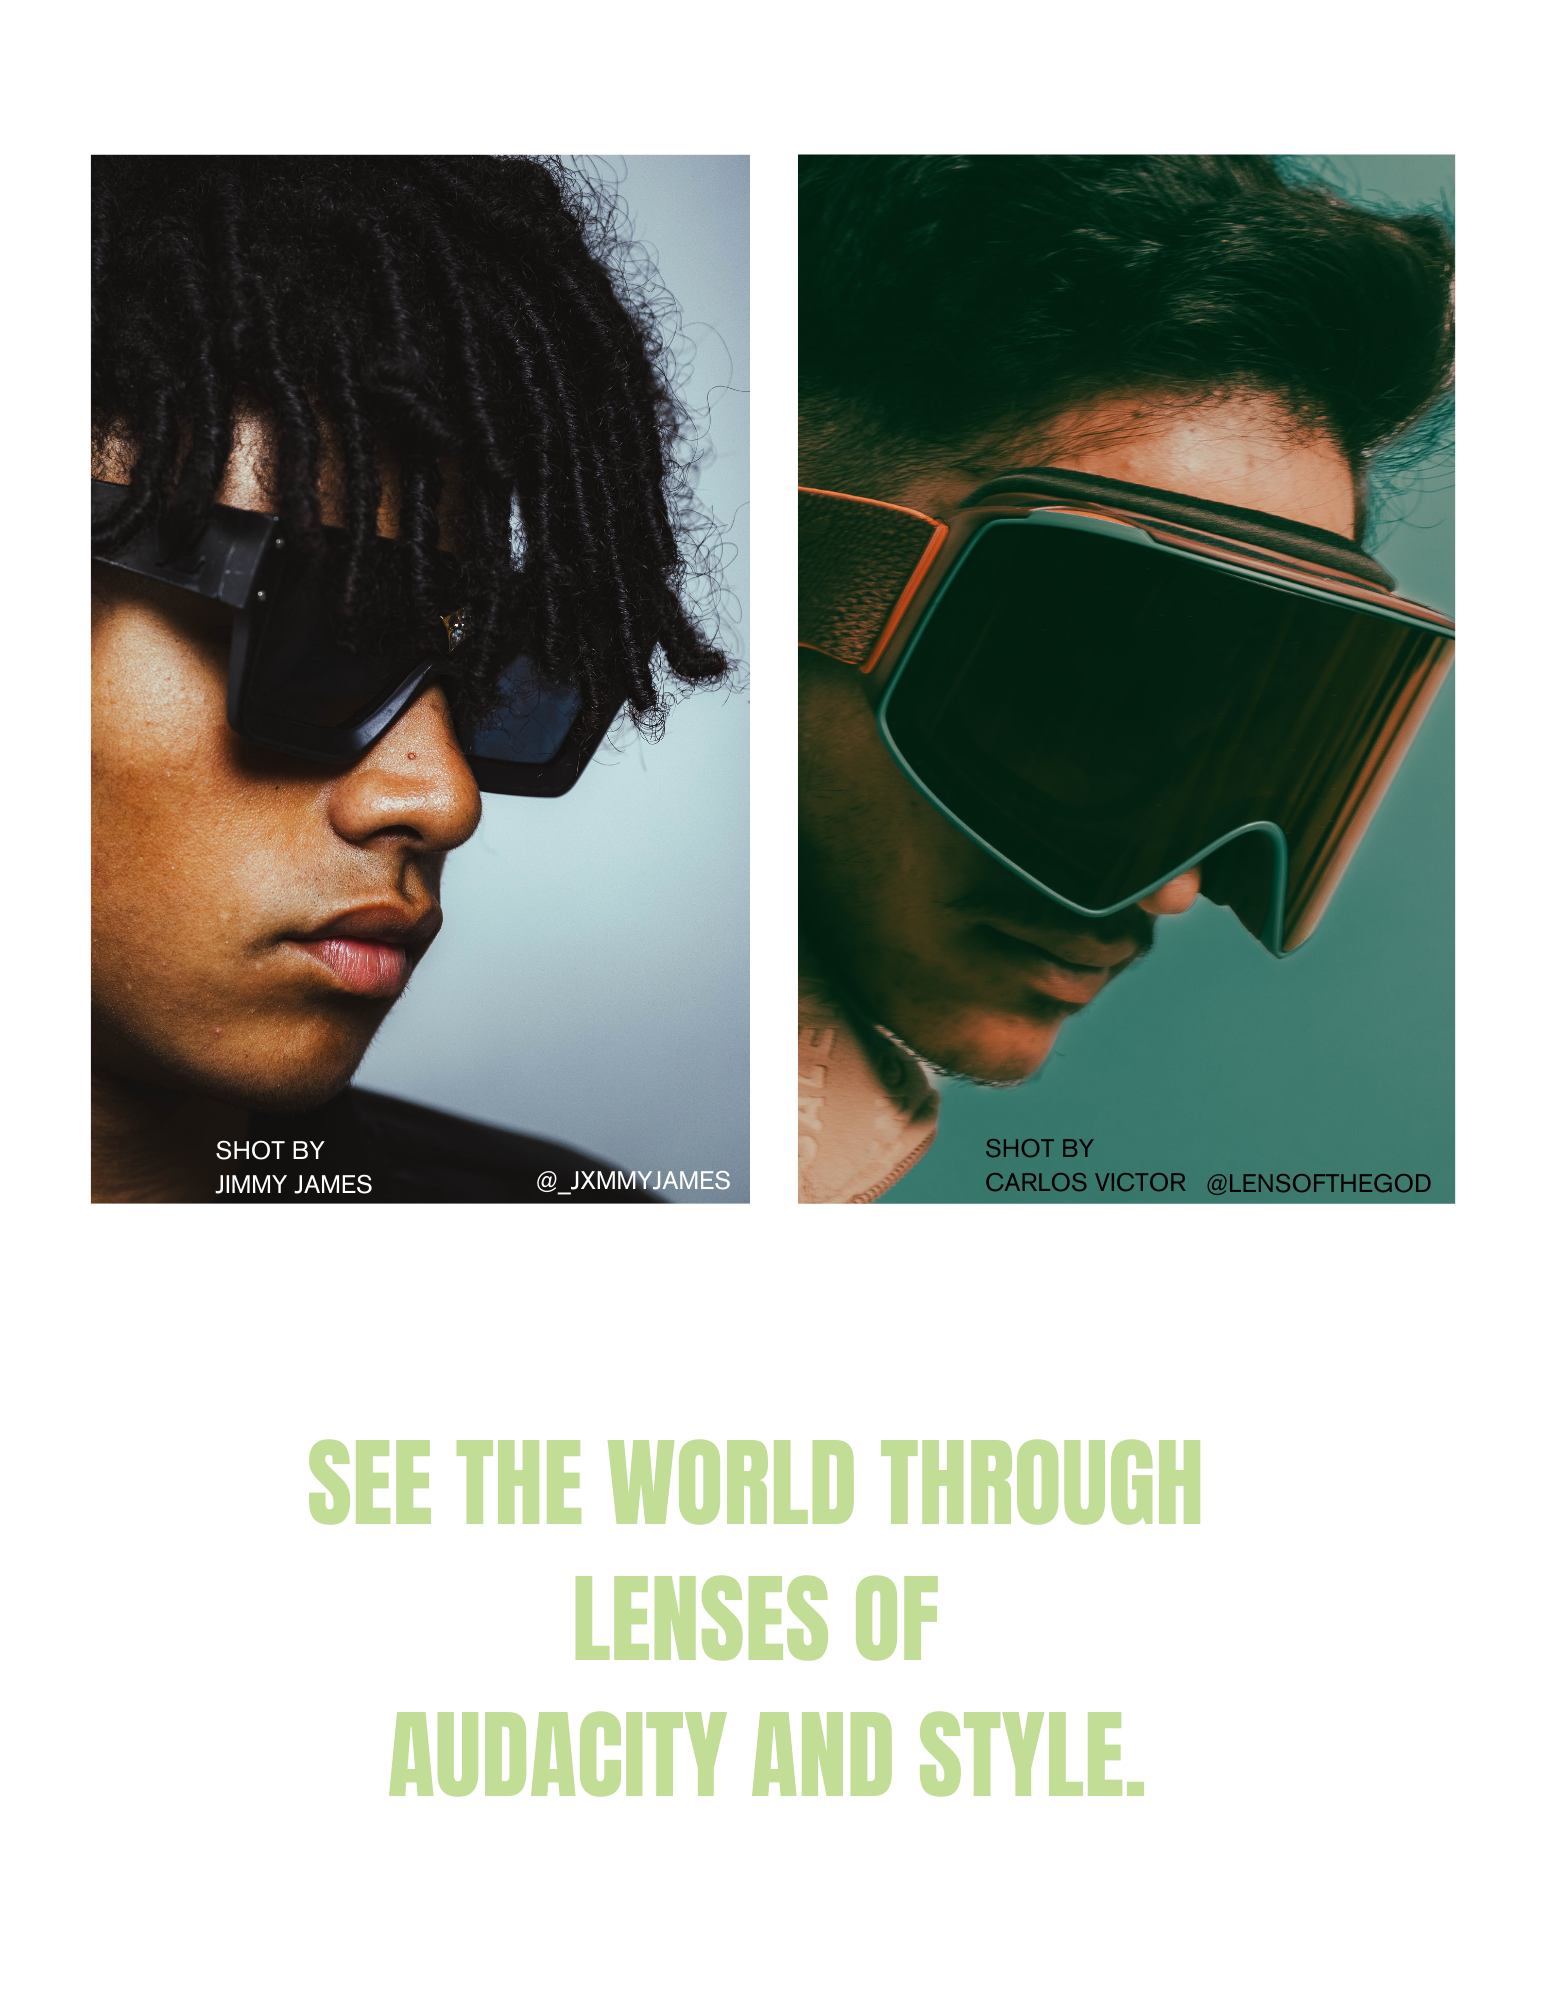 SHOT BY
JIMMY JAMES
@_JXMMYJAMES
SHOT BY
CARLOS VICTOR
@LENSOFTHEGOD
SEE THE WORLD THROUGH
LENSES OF
AUDACITY AND STYLE.